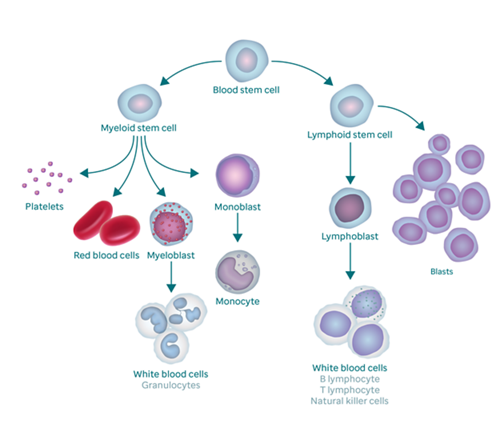 Blood stem cell
Myeloid stem cell
Lymphoid stem cell
Platelets
Monoblast
Red blood cells
Myeloblast
Lymphoblast
Blasts
Monocyte
White blood cells
Granulocytes
White blood cells
B lymphocyte
T lymphocyte
Natural killer cells